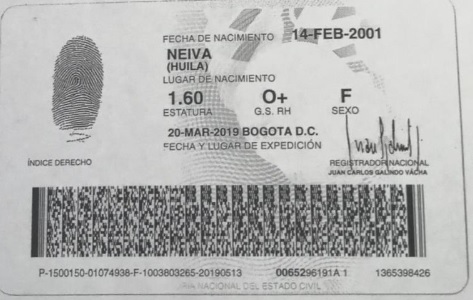 FECHA DE NACIMIENTO 14-FEB-2001
NEIVA
(HUILA)
LUGAR DE NACIMIENTO
1.60 O+ F
ESTATURA G.S. RH SEXO
20-MAR-2019 BOGOTA D.C.
FECHA Y LUGAR DE EXPEDICIÓN
ÍNDICE DERECHO
REGISTRADOR NACIONAL
JUAN CARLOS GALINDO VÁCHA
P-1500150-01074938-F-1003803265-20190513 0065296191A 1 1365398426
NACIONAL DEL ESTADO CIVIL